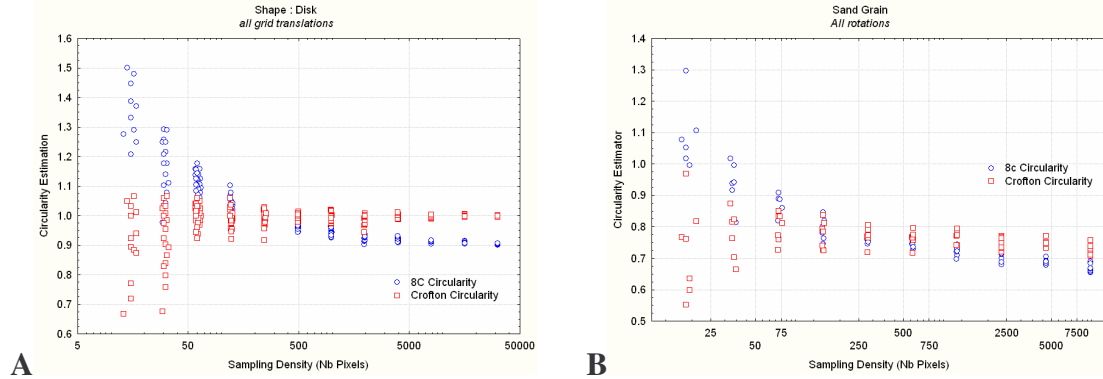 Shape : Disk
all grid translations
1.6
1.5
1.4
1.3
1.2
1.1
1.0
0.9
0.8
0.7
0.6
Circularity Estimation
8C Circularity
Crofton Circularity
5
50
500
5000
50000
Sampling Density (Nb Pixels)
A
Sand Grain
All rotations
1.4
1.3
1.2
1.1
1.0
0.9
0.8
0.7
0.6
0.5
Circularity Estimator
8c Circularity
Crofton Circularity
25
75
250
500
750
2500
7500
50
500
5000
Sampling Density (Nb Pixels)
B